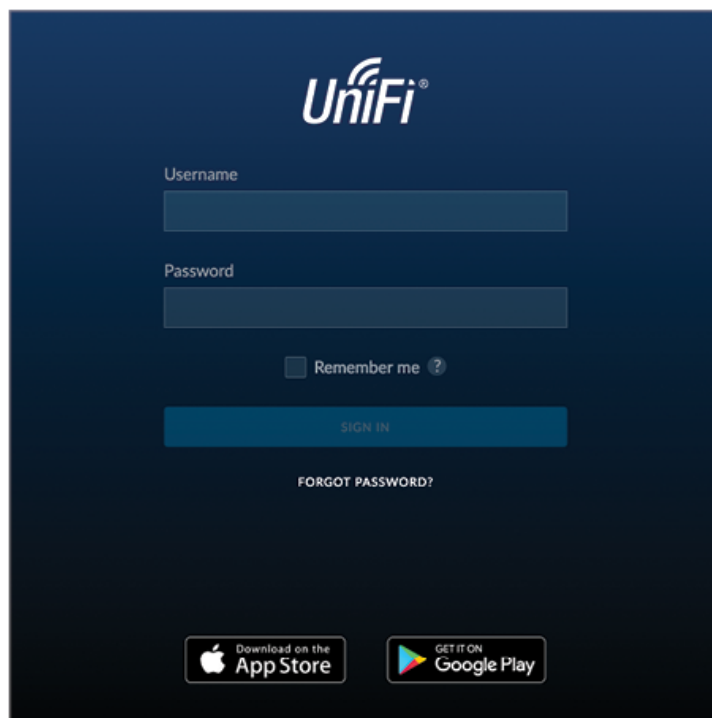 UniFi®
Username
Password
Remember me ?
SIGN IN
FORGOT PASSWORD?
Download on the
App Store
GET IT ON
Google Play